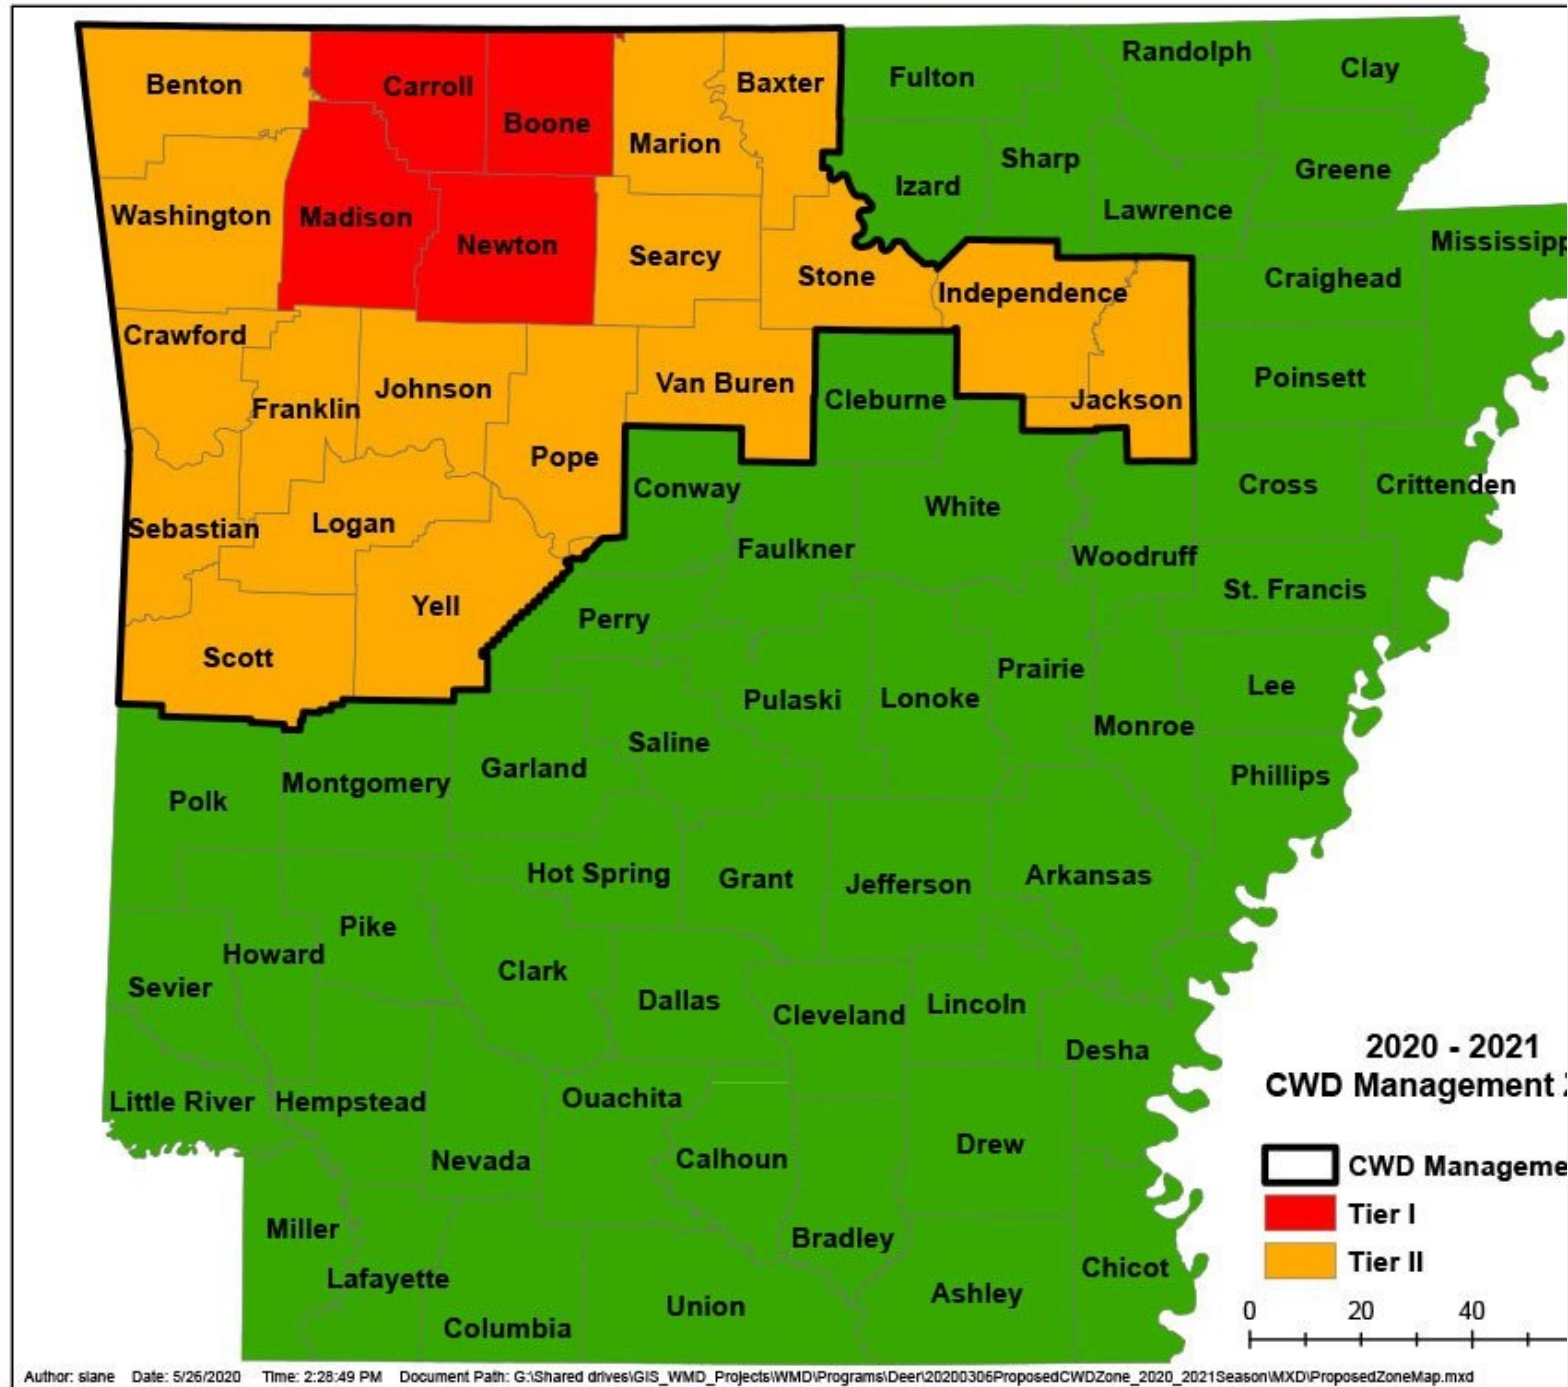 Randolph
Clay
Fulton
Benton
Carroll
Baxter
Boone
Marion
Sharp
Greene
Izard
Lawrence
Washington
Madison
Newton
Searcy
Mississipp
Stone
Craighead
Independence
Crawford
Poinsett
Van Buren
Johnson
Cleburne
Jackson
Franklin
Pope
Conway
Cross
Crittenden
White
Logan
Sebastian
Faulkner
Woodruff
St. Francis
Yell
Perry
Scott
Prairie
Lee
Pulaski
Lonoke
Monroe
Saline
Garland
Phillips
Montgomery
Polk
Hot Spring
Grant
Jefferson
Arkansas
Pike
Howard
Clark
Sevier
Dallas
Lincoln
Cleveland
Desha
2020 - 2021
CWD Management Z
Little River
Hempstead
Ouachita
Drew
Nevada
Calhoun
CWD Manageme
Tier I
Miller
Bradley
Tier II
Chicot
Lafayette
Ashley
Union
Columbia
0 20 40
Author: slane Date: 5/26/2020 Time: 2:28:49 PM Document Path: G:\Shared drives\GIS_WMD_Projects\WMD\Programs\Deer\20200306ProposedCWDZone_2020_2021Season\MXD\ProposedZoneMap.mxd